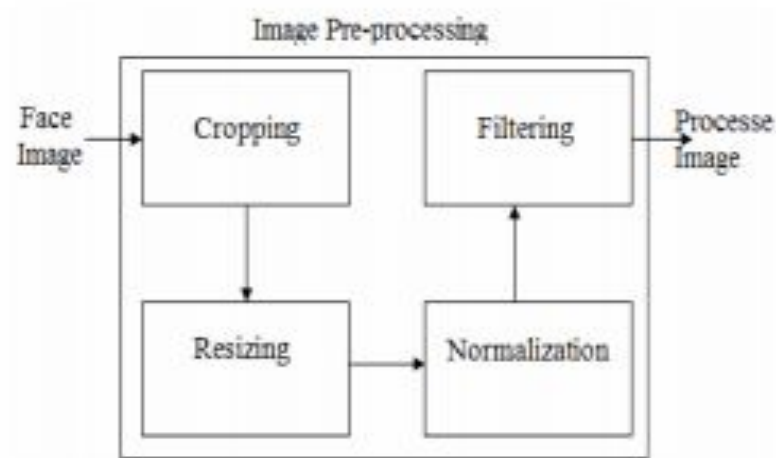 Image Pre-processing
Face
Image
Cropping
Filtering
Processe
Image
Resizing
Normalization